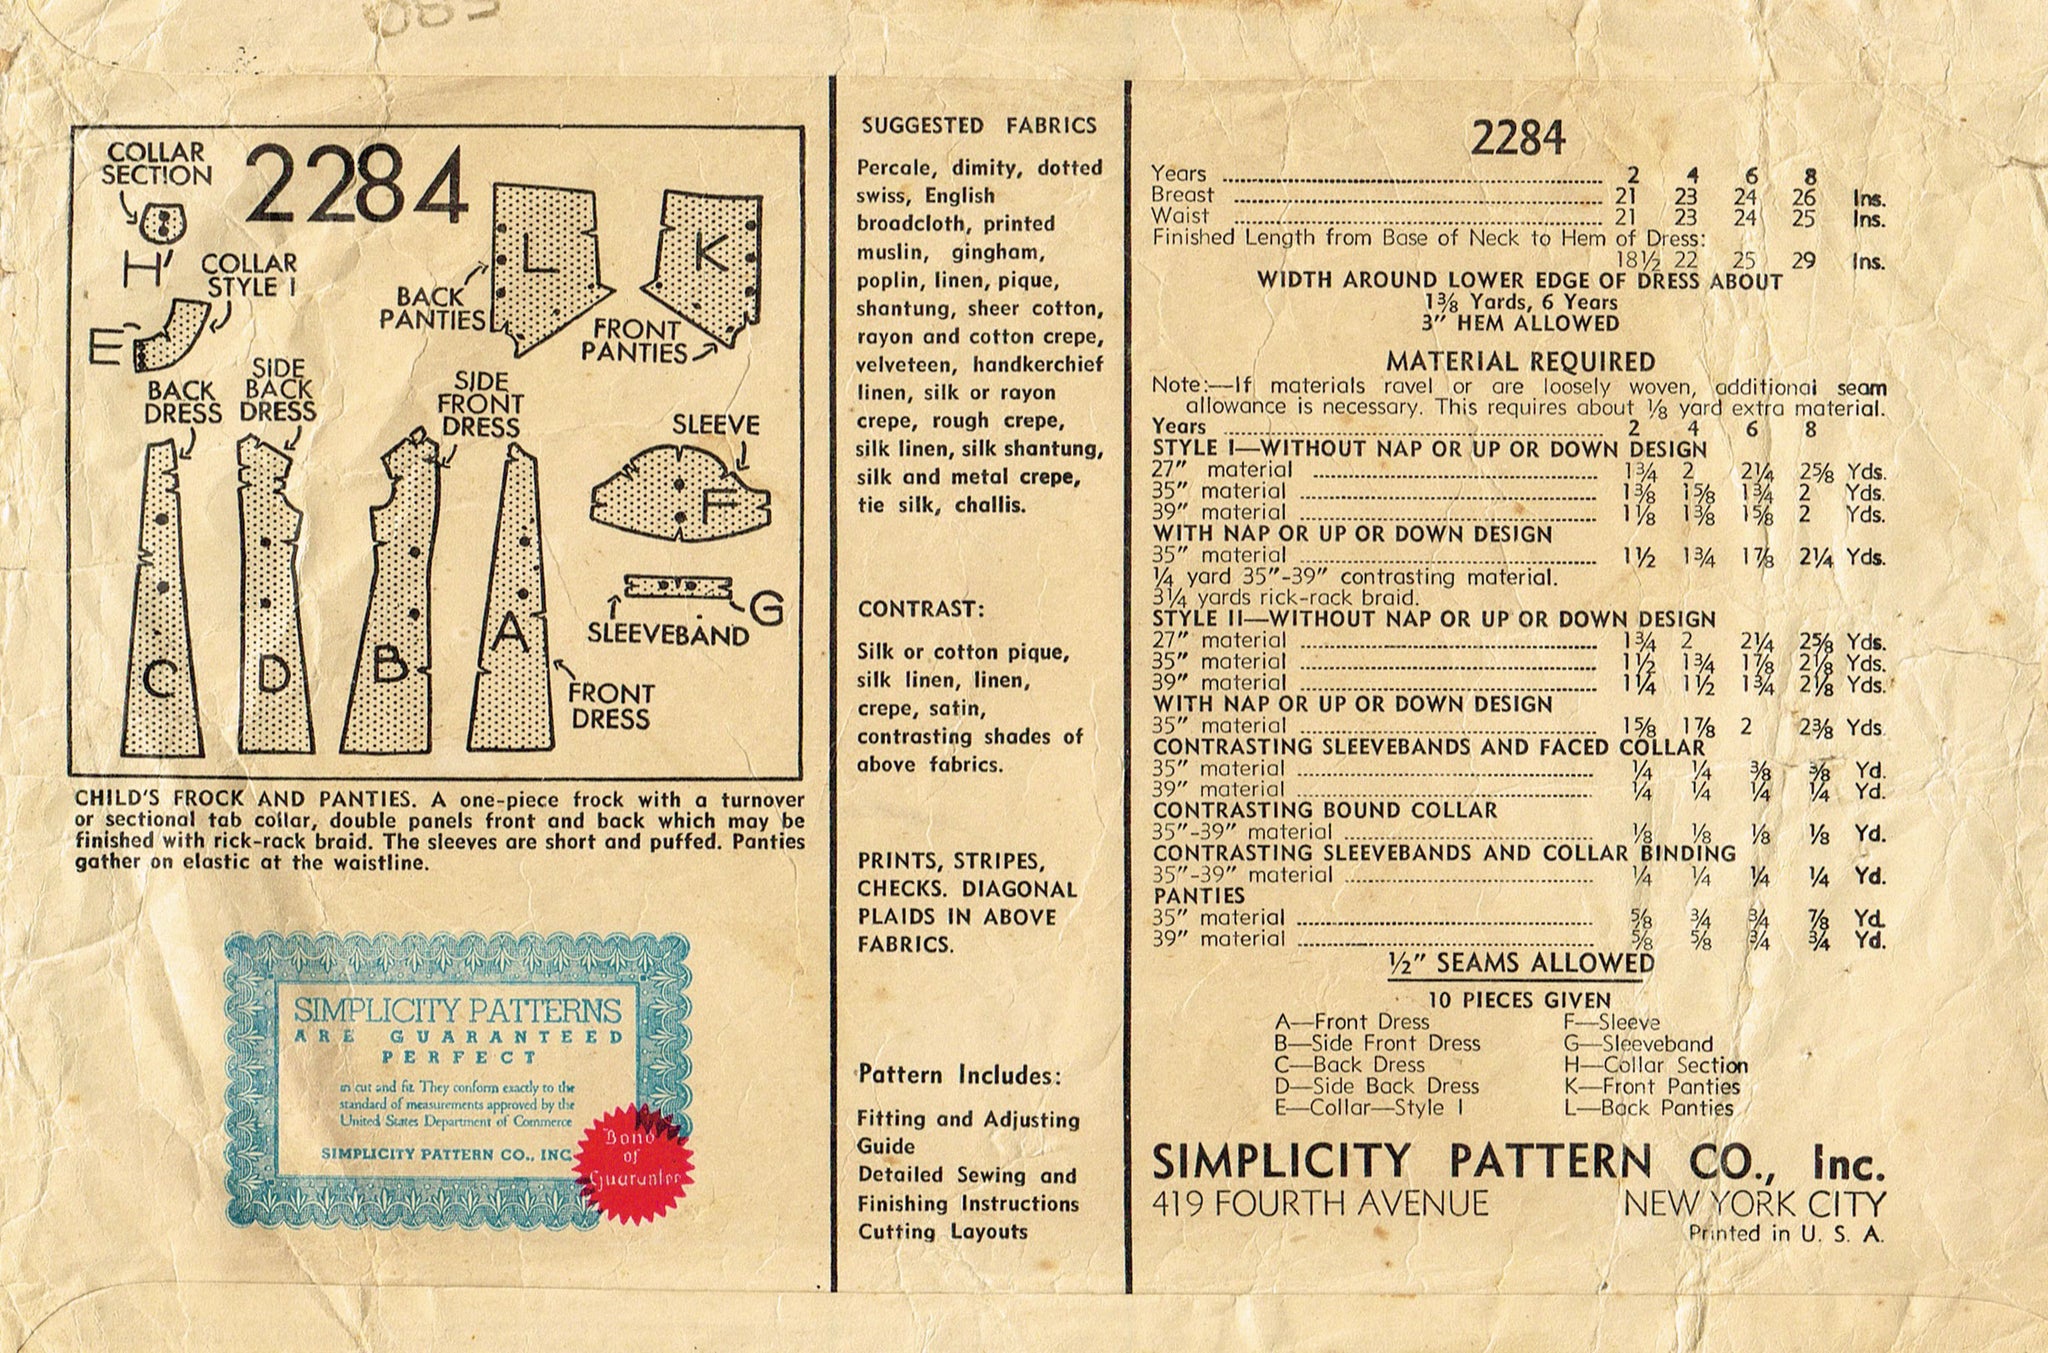 2284
COLLAR
SECTION
H'
COLLAR
STYLE I
E
BACK
PANTIES
L
K
FRONT
PANTIES
BACK
DRESS
SIDE
BACK
DRESS
SIDE
FRONT
DRESS
SLEEVE
F
G
SLEEVEBAND
C
D
B
A
FRONT
DRESS
CHILD'S FROCK AND PANTIES. A one-piece frock with a turnover
or sectional tab collar, double panels front and back which may be
finished with rick-rack braid. The sleeves are short and puffed. Panties
gather on elastic at the waistline.
SIMPLICITY PATTERNS
ARE GUARANTEED
PERFECT
in cut and fit. They conform exactly to the
standard of measurements approved by the
United States Department of Commerce
SIMPLICITY PATTERN CO., INC.
Bond
of
Guarantee
SUGGESTED FABRICS
Percale, dimity, dotted
swiss, English
broadcloth, printed
muslin, gingham,
poplin, linen, pique,
shantung, sheer cotton,
rayon and cotton crepe,
velveteen, handkerchief
linen, silk or rayon
crepe, rough crepe,
silk linen, silk shantung,
silk and metal crepe,
tie silk, challis.
CONTRAST:
Silk or cotton pique,
silk linen, linen,
crepe, satin,
contrasting shades of
above fabrics.
PRINTS, STRIPES,
CHECKS. DIAGONAL
PLAIDS IN ABOVE
FABRICS.
Pattern Includes:
Fitting and Adjusting
Guide
Detailed Sewing and
Finishing Instructions
Cutting Layouts
2284
Years 2 4 6 8
Breast 21 23 24 26 Ins.
Waist 21 23 24 25 Ins.
Finished Length from Base of Neck to Hem of Dress:
18½ 22 25 29 Ins.
WIDTH AROUND LOWER EDGE OF DRESS ABOUT
1⅜ Yards, 6 Years
3" HEM ALLOWED
MATERIAL REQUIRED
Note:—If materials ravel or are loosely woven, additional seam
allowance is necessary. This requires about ⅛ yard extra material.
Years 2 4 6 8
STYLE I—WITHOUT NAP OR UP OR DOWN DESIGN
27" material 1¾ 2 2¼ 2⅝ Yds.
35" material 1⅜ 1⅝ 1¾ 2 Yds.
39" material 1⅛ 1⅜ 1⅝ 2 Yds.
WITH NAP OR UP OR DOWN DESIGN
35" material 1½ 1¾ 1⅞ 2¼ Yds.
¼ yard 35"-39" contrasting material.
3¼ yards rick-rack braid.
STYLE II—WITHOUT NAP OR UP OR DOWN DESIGN
27" material 1¾ 2 2¼ 2⅝ Yds.
35" material 1½ 1¾ 1⅞ 2⅛ Yds.
39" material 1¼ 1½ 1¾ 2⅛ Yds.
WITH NAP OR UP OR DOWN DESIGN
35" material 1⅝ 1⅞ 2 2⅜ Yds.
CONTRASTING SLEEVEBANDS AND FACED COLLAR
35" material ¼ ¼ ⅜ ⅜ Yd.
39" material ¼ ¼ ¼ ¼ Yd.
CONTRASTING BOUND COLLAR
35"-39" material ⅛ ⅛ ⅛ ⅛ Yd.
CONTRASTING SLEEVEBANDS AND COLLAR BINDING
35"-39" material ¼ ¼ ¼ ¼ Yd.
PANTIES
35" material ⅝ ¾ ¾ ⅞ Yd.
39" material ⅝ ⅝ ¾ ¾ Yd.
½" SEAMS ALLOWED
10 PIECES GIVEN
A—Front Dress F—Sleeve
B—Side Front Dress G—Sleeveband
C—Back Dress H—Collar Section
D—Side Back Dress K—Front Panties
E—Collar—Style I L—Back Panties
SIMPLICITY PATTERN CO., Inc.
419 FOURTH AVENUE NEW YORK CITY
Printed in U. S. A.